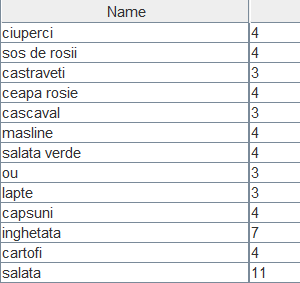 Name
ciuperci 4
sos de rosii 4
castraveti 3
ceapa rosie 4
cascaval 3
masline 4
salata verde 4
ou 3
lapte 3
capsuni 4
inghetata 7
cartofi 4
salata 11